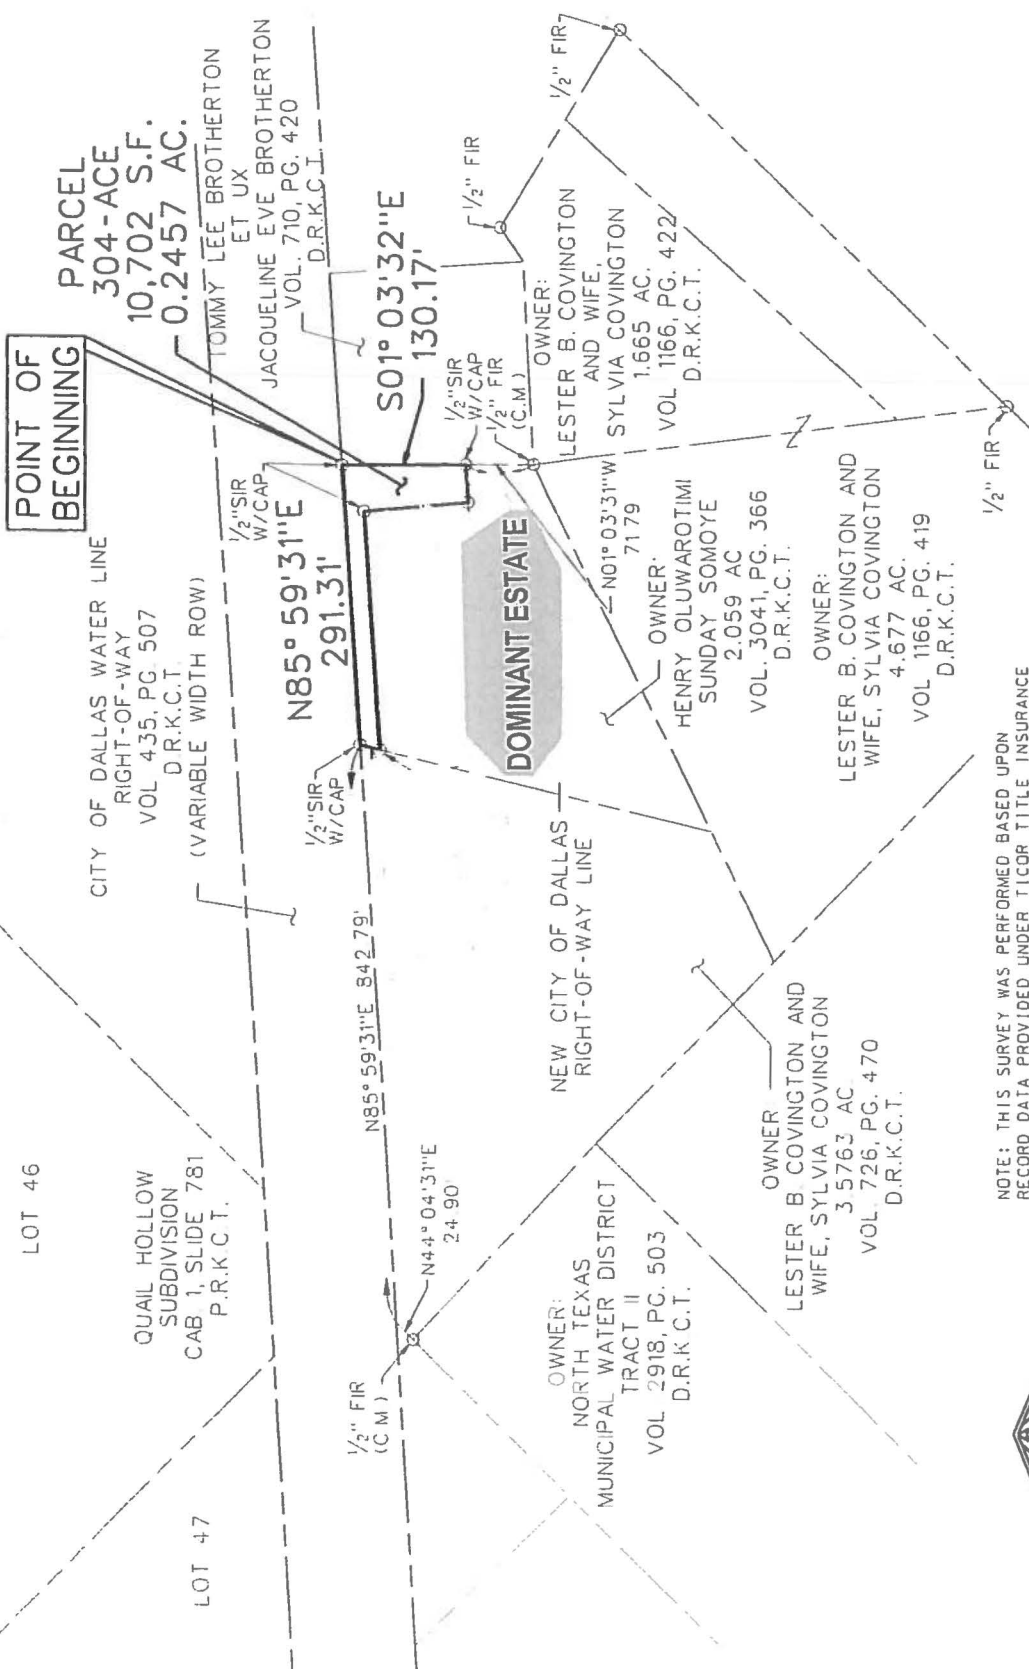 POINT OF
BEGINNING
PARCEL
304-ACE
10,702 S.F.
0.2457 AC.
TOMMY LEE BROTHERTON
ET UX
JACQUELINE EVE BROTHERTON
VOL. 710, PG. 420
D.R.K.C.T.
CITY OF DALLAS WATER LINE
RIGHT-OF-WAY
VOL 435, PG. 507
D.R.K.C.T.
(VARIABLE WIDTH ROW)
LOT 46
QUAIL HOLLOW
SUBDIVISION
CAB 1, SLIDE 781
P.R.K.C.T.
LOT 47
N85°59'31"E
291.31'
1/2"SIR
W/CAP
1/2"SIR
W/CAP
S01°03'32"E
130.17'
1/2"SIR
W/CAP
1/2" FIR
(C.M.)
1/2" FIR
1/2" FIR
N85°59'31"E 842.79'
N44°04'31"E
24.90'
1/2" FIR
(C.M.)
DOMINANT ESTATE
NEW CITY OF DALLAS
RIGHT-OF-WAY LINE
N01°03'31"W
71.79
OWNER:
LESTER B. COVINGTON
AND WIFE,
SYLVIA COVINGTON
1.665 AC.
VOL 1166, PG. 422
D.R.K.C.T.
OWNER:
HENRY OLUWAROTIMI
SUNDAY SOMOYE
2.059 AC
VOL. 3041, PG. 366
D.R.K.C.T.
OWNER:
LESTER B. COVINGTON AND
WIFE, SYLVIA COVINGTON
4.677 AC.
VOL 1166, PG. 419
D.R.K.C.T.
1/2" FIR
OWNER:
NORTH TEXAS
MUNICIPAL WATER DISTRICT
TRACT II
VOL 2918, PG. 503
D.R.K.C.T.
OWNER
LESTER B. COVINGTON AND
WIFE, SYLVIA COVINGTON
3.5763 AC.
VOL. 726, PG. 470
D.R.K.C.T.
NOTE: THIS SURVEY WAS PERFORMED BASED UPON
RECORD DATA PROVIDED UNDER TICOR TITLE INSURANCE